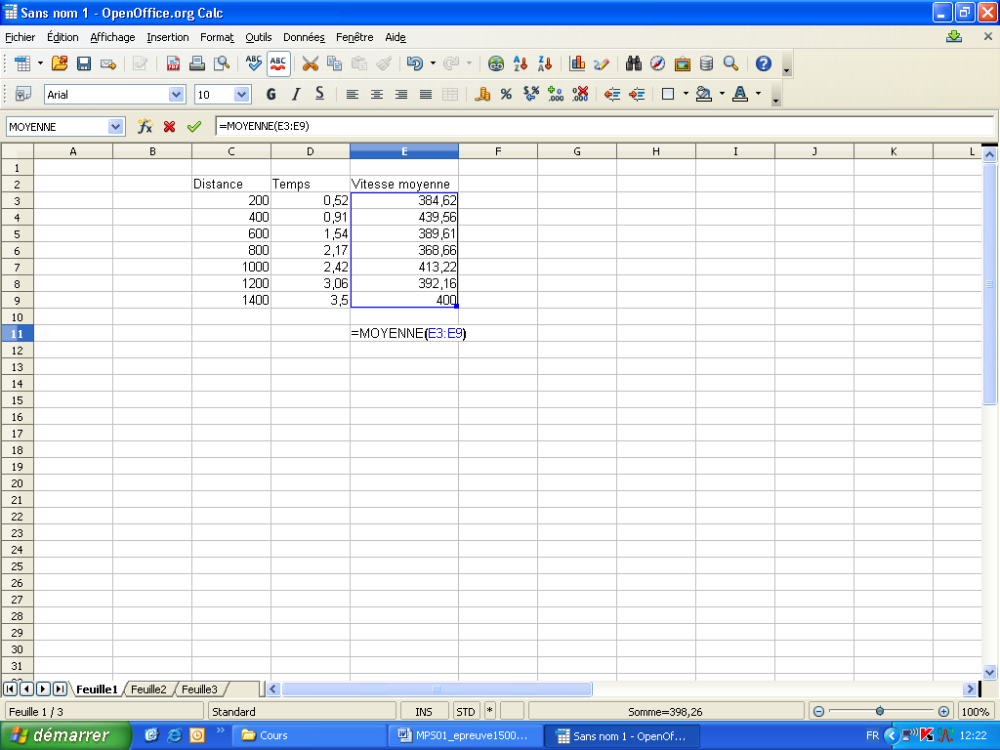 Sans nom 1 - OpenOffice.org Calc
Fichier Édition Affichage Insertion Format Outils Données Fenêtre Aide
Arial 10 G I S
MOYENNE =MOYENNE(E3:E9)
A B C D E F G H I J K L
1
2 Distance Temps Vitesse moyenne
3 200 0,52 384,62
4 400 0,91 439,56
5 600 1,54 389,61
6 800 2,17 368,66
7 1000 2,42 413,22
8 1200 3,06 392,16
9 1400 3,5 400
10
11 =MOYENNE(E3:E9)
12
13
14
15
16
17
18
19
20
21
22
23
24
25
26
27
28
29
30
31
Feuille1 Feuille2 Feuille3
Feuille 1 / 3 Standard INS STD * Somme=398,26 100%
démarrer Cours MPS01_epreuve1500... Sans nom 1 - OpenOf... FR 12:22